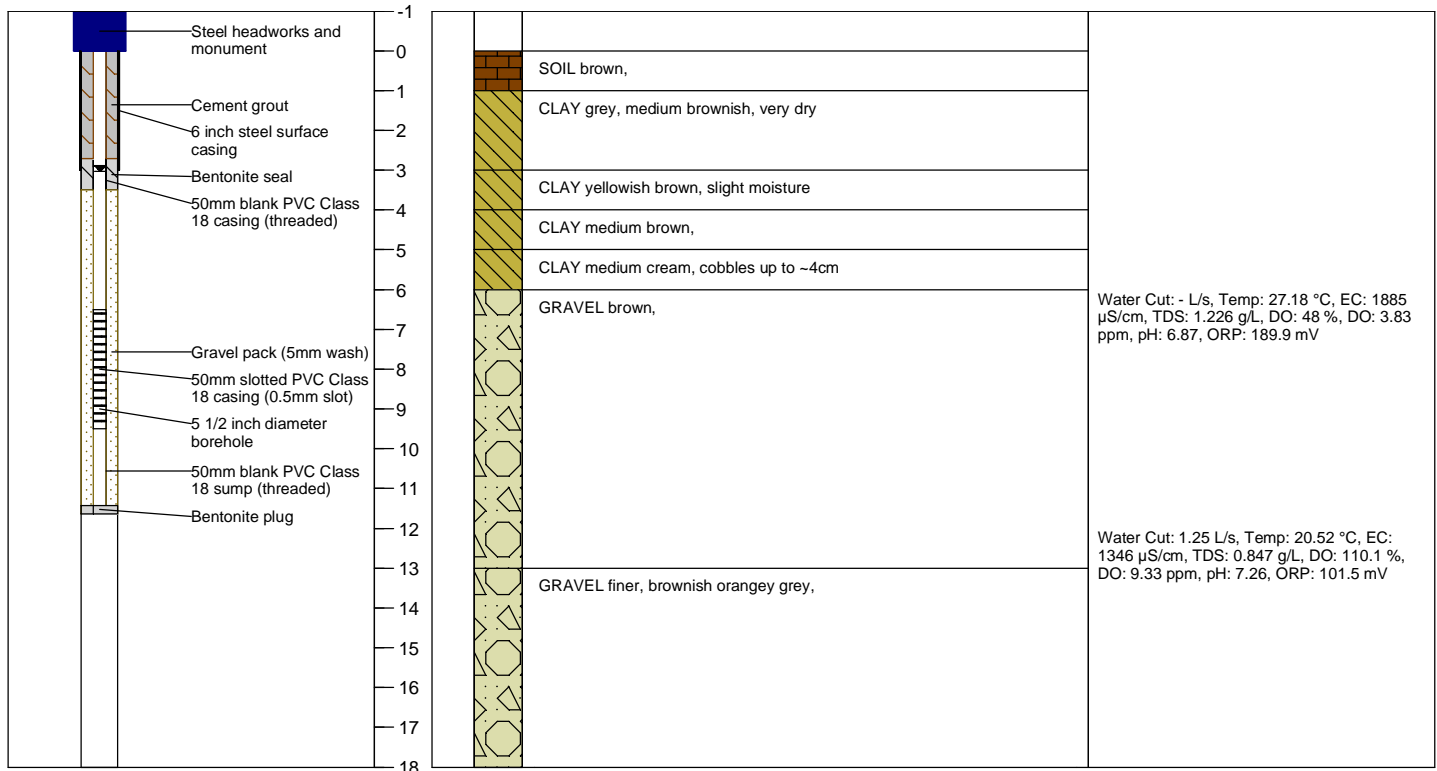 Steel headworks and
monument
Cement grout
6 inch steel surface
casing
Bentonite seal
50mm blank PVC Class
18 casing (threaded)
Gravel pack (5mm wash)
50mm slotted PVC Class
18 casing (0.5mm slot)
5 1/2 inch diameter
borehole
50mm blank PVC Class
18 sump (threaded)
Bentonite plug
-1
0
1
2
3
4
5
6
7
8
9
10
11
12
13
14
15
16
17
18
SOIL brown,
CLAY grey, medium brownish, very dry
CLAY yellowish brown, slight moisture
CLAY medium brown,
CLAY medium cream, cobbles up to ~4cm
GRAVEL brown,
GRAVEL finer, brownish orangey grey,
Water Cut: - L/s, Temp: 27.18 °C, EC: 1885
µS/cm, TDS: 1.226 g/L, DO: 48 %, DO: 3.83
ppm, pH: 6.87, ORP: 189.9 mV
Water Cut: 1.25 L/s, Temp: 20.52 °C, EC:
1346 µS/cm, TDS: 0.847 g/L, DO: 110.1 %,
DO: 9.33 ppm, pH: 7.26, ORP: 101.5 mV